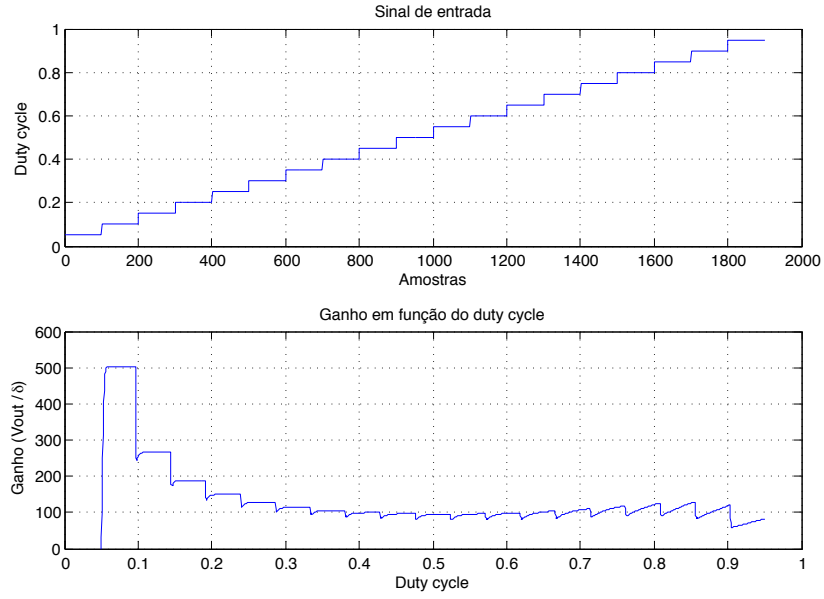 Sinal de entrada
1
0.8
0.6
0.4
0.2
0
Duty cycle
0 200 400 600 800 1000 1200 1400 1600 1800 2000
Amostras
Ganho em função do duty cycle
600
500
400
300
200
100
0
Ganho (Vout / δ)
0 0.1 0.2 0.3 0.4 0.5 0.6 0.7 0.8 0.9 1
Duty cycle